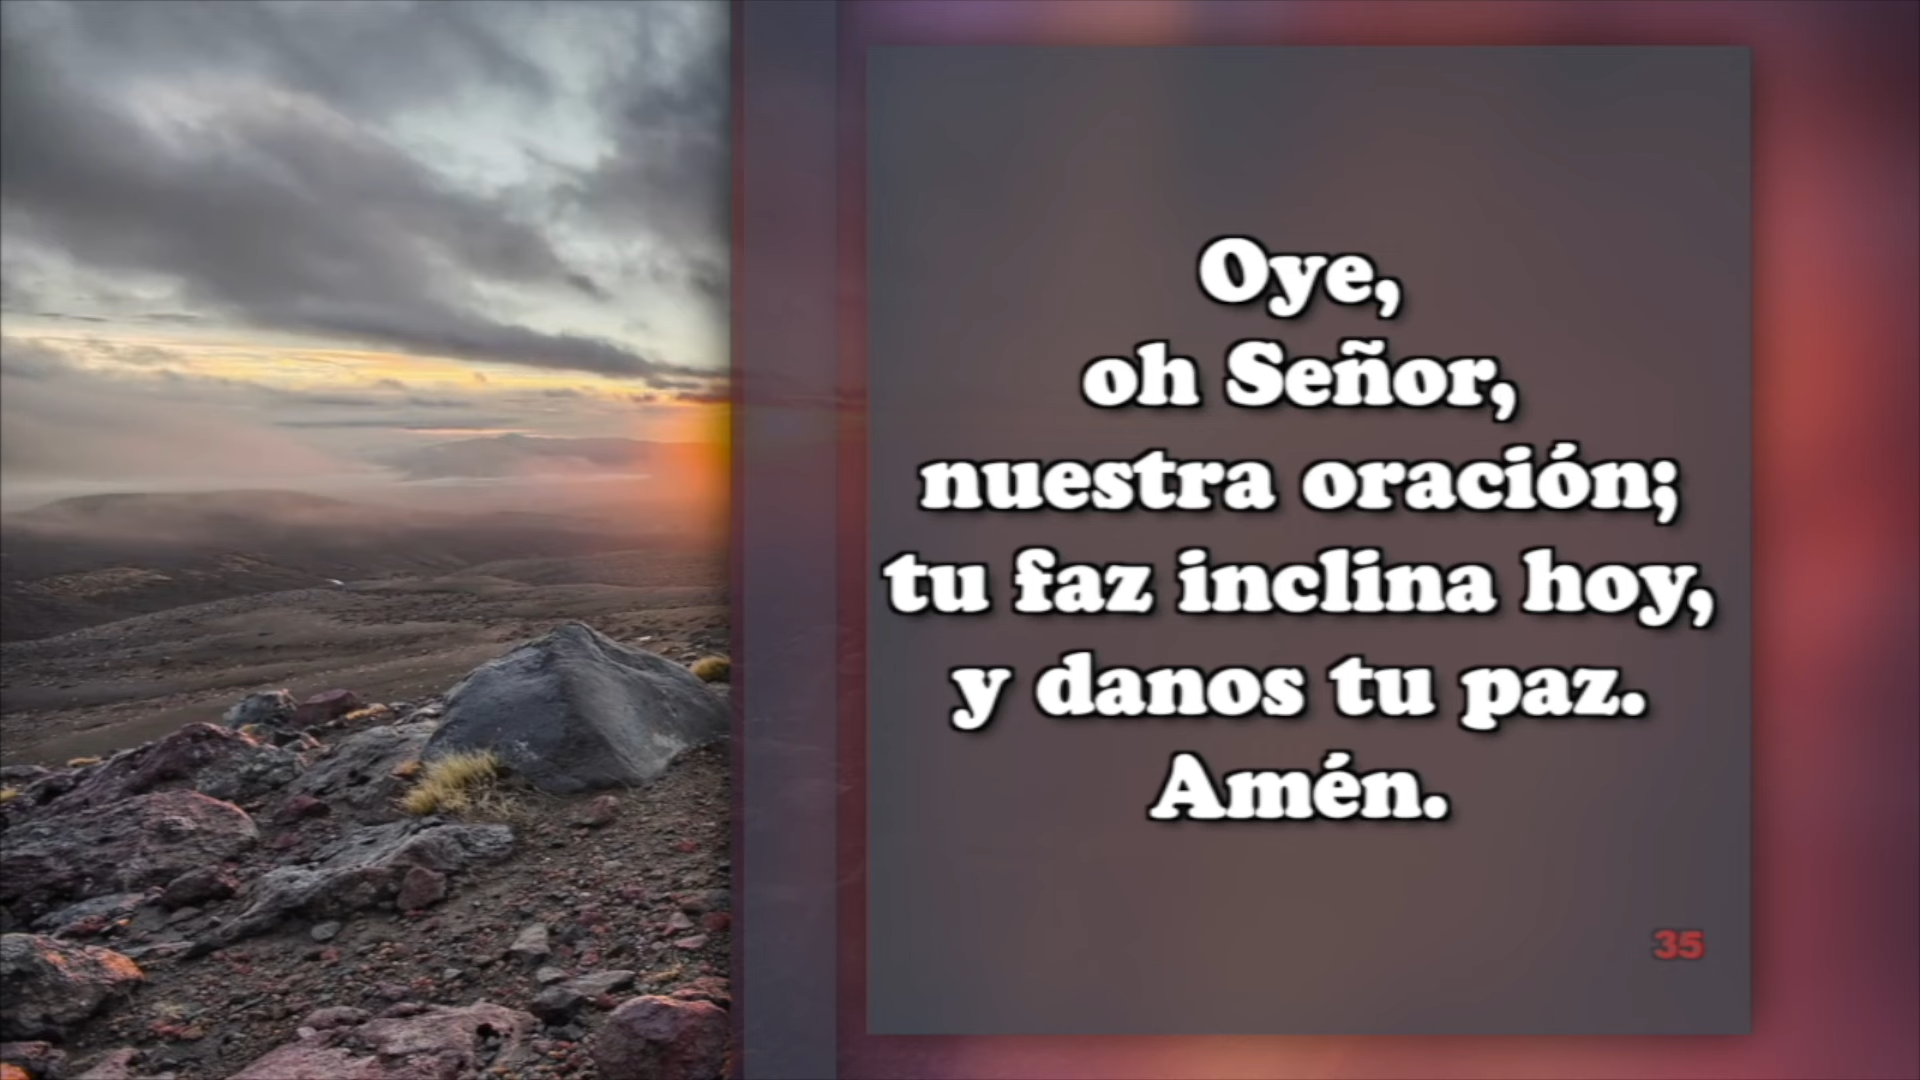 Oye,
oh Señor,
nuestra oración;
tu faz inclina hoy,
y danos tu paz.
Amén.
35